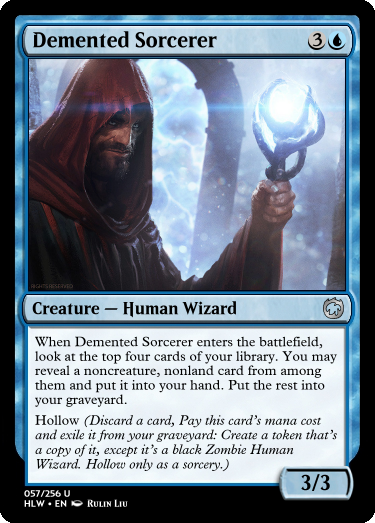 Demented Sorcerer 3
RIGHTS RESERVED
Creature — Human Wizard
When Demented Sorcerer enters the battlefield,
look at the top four cards of your library. You may
reveal a noncreature, nonland card from among
them and put it into your hand. Put the rest into
your graveyard.
Hollow (Discard a card, Pay this card's mana cost
and exile it from your graveyard: Create a token that's
a copy of it, except it's a black Zombie Human
Wizard. Hollow only as a sorcery.)
3/3
057/256 U
HLW • EN Rulin Liu